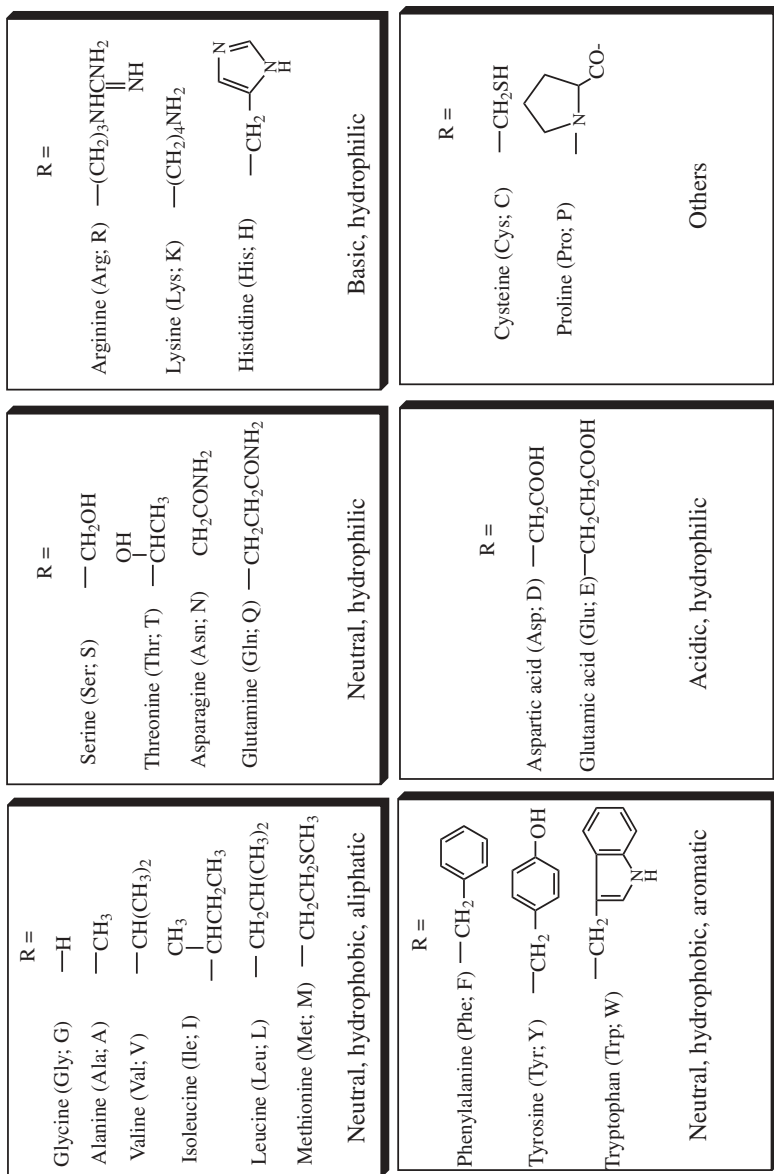 R =
Glycine (Gly; G) —H
Alanine (Ala; A) —CH3
Valine (Val; V) —CH(CH3)2
CH3
Isoleucine (Ile; I) —CHCH2CH3
Leucine (Leu; L) —CH2CH(CH3)2
Methionine (Met; M) —CH2CH2SCH3
Neutral, hydrophobic, aliphatic
R =
Serine (Ser; S) —CH2OH
OH
Threonine (Thr; T) —CHCH3
Asparagine (Asn; N) CH2CONH2
Glutamine (Gln; Q) —CH2CH2CONH2
Neutral, hydrophilic
R =
Arginine (Arg; R) —(CH2)3NHCNH2
NH
Lysine (Lys; K) —(CH2)4NH2
N
N
H
Histidine (His; H) —CH2
Basic, hydrophilic
R =
Phenylalanine (Phe; F) —CH2
Tyrosine (Tyr; Y) —CH2 OH
Tryptophan (Trp; W) —CH2
N
H
Neutral, hydrophobic, aromatic
R =
Aspartic acid (Asp; D) —CH2COOH
Glutamic acid (Glu; E) —CH2CH2COOH
Acidic, hydrophilic
R =
Cysteine (Cys; C) —CH2SH
Proline (Pro; P) —N CO-
Others